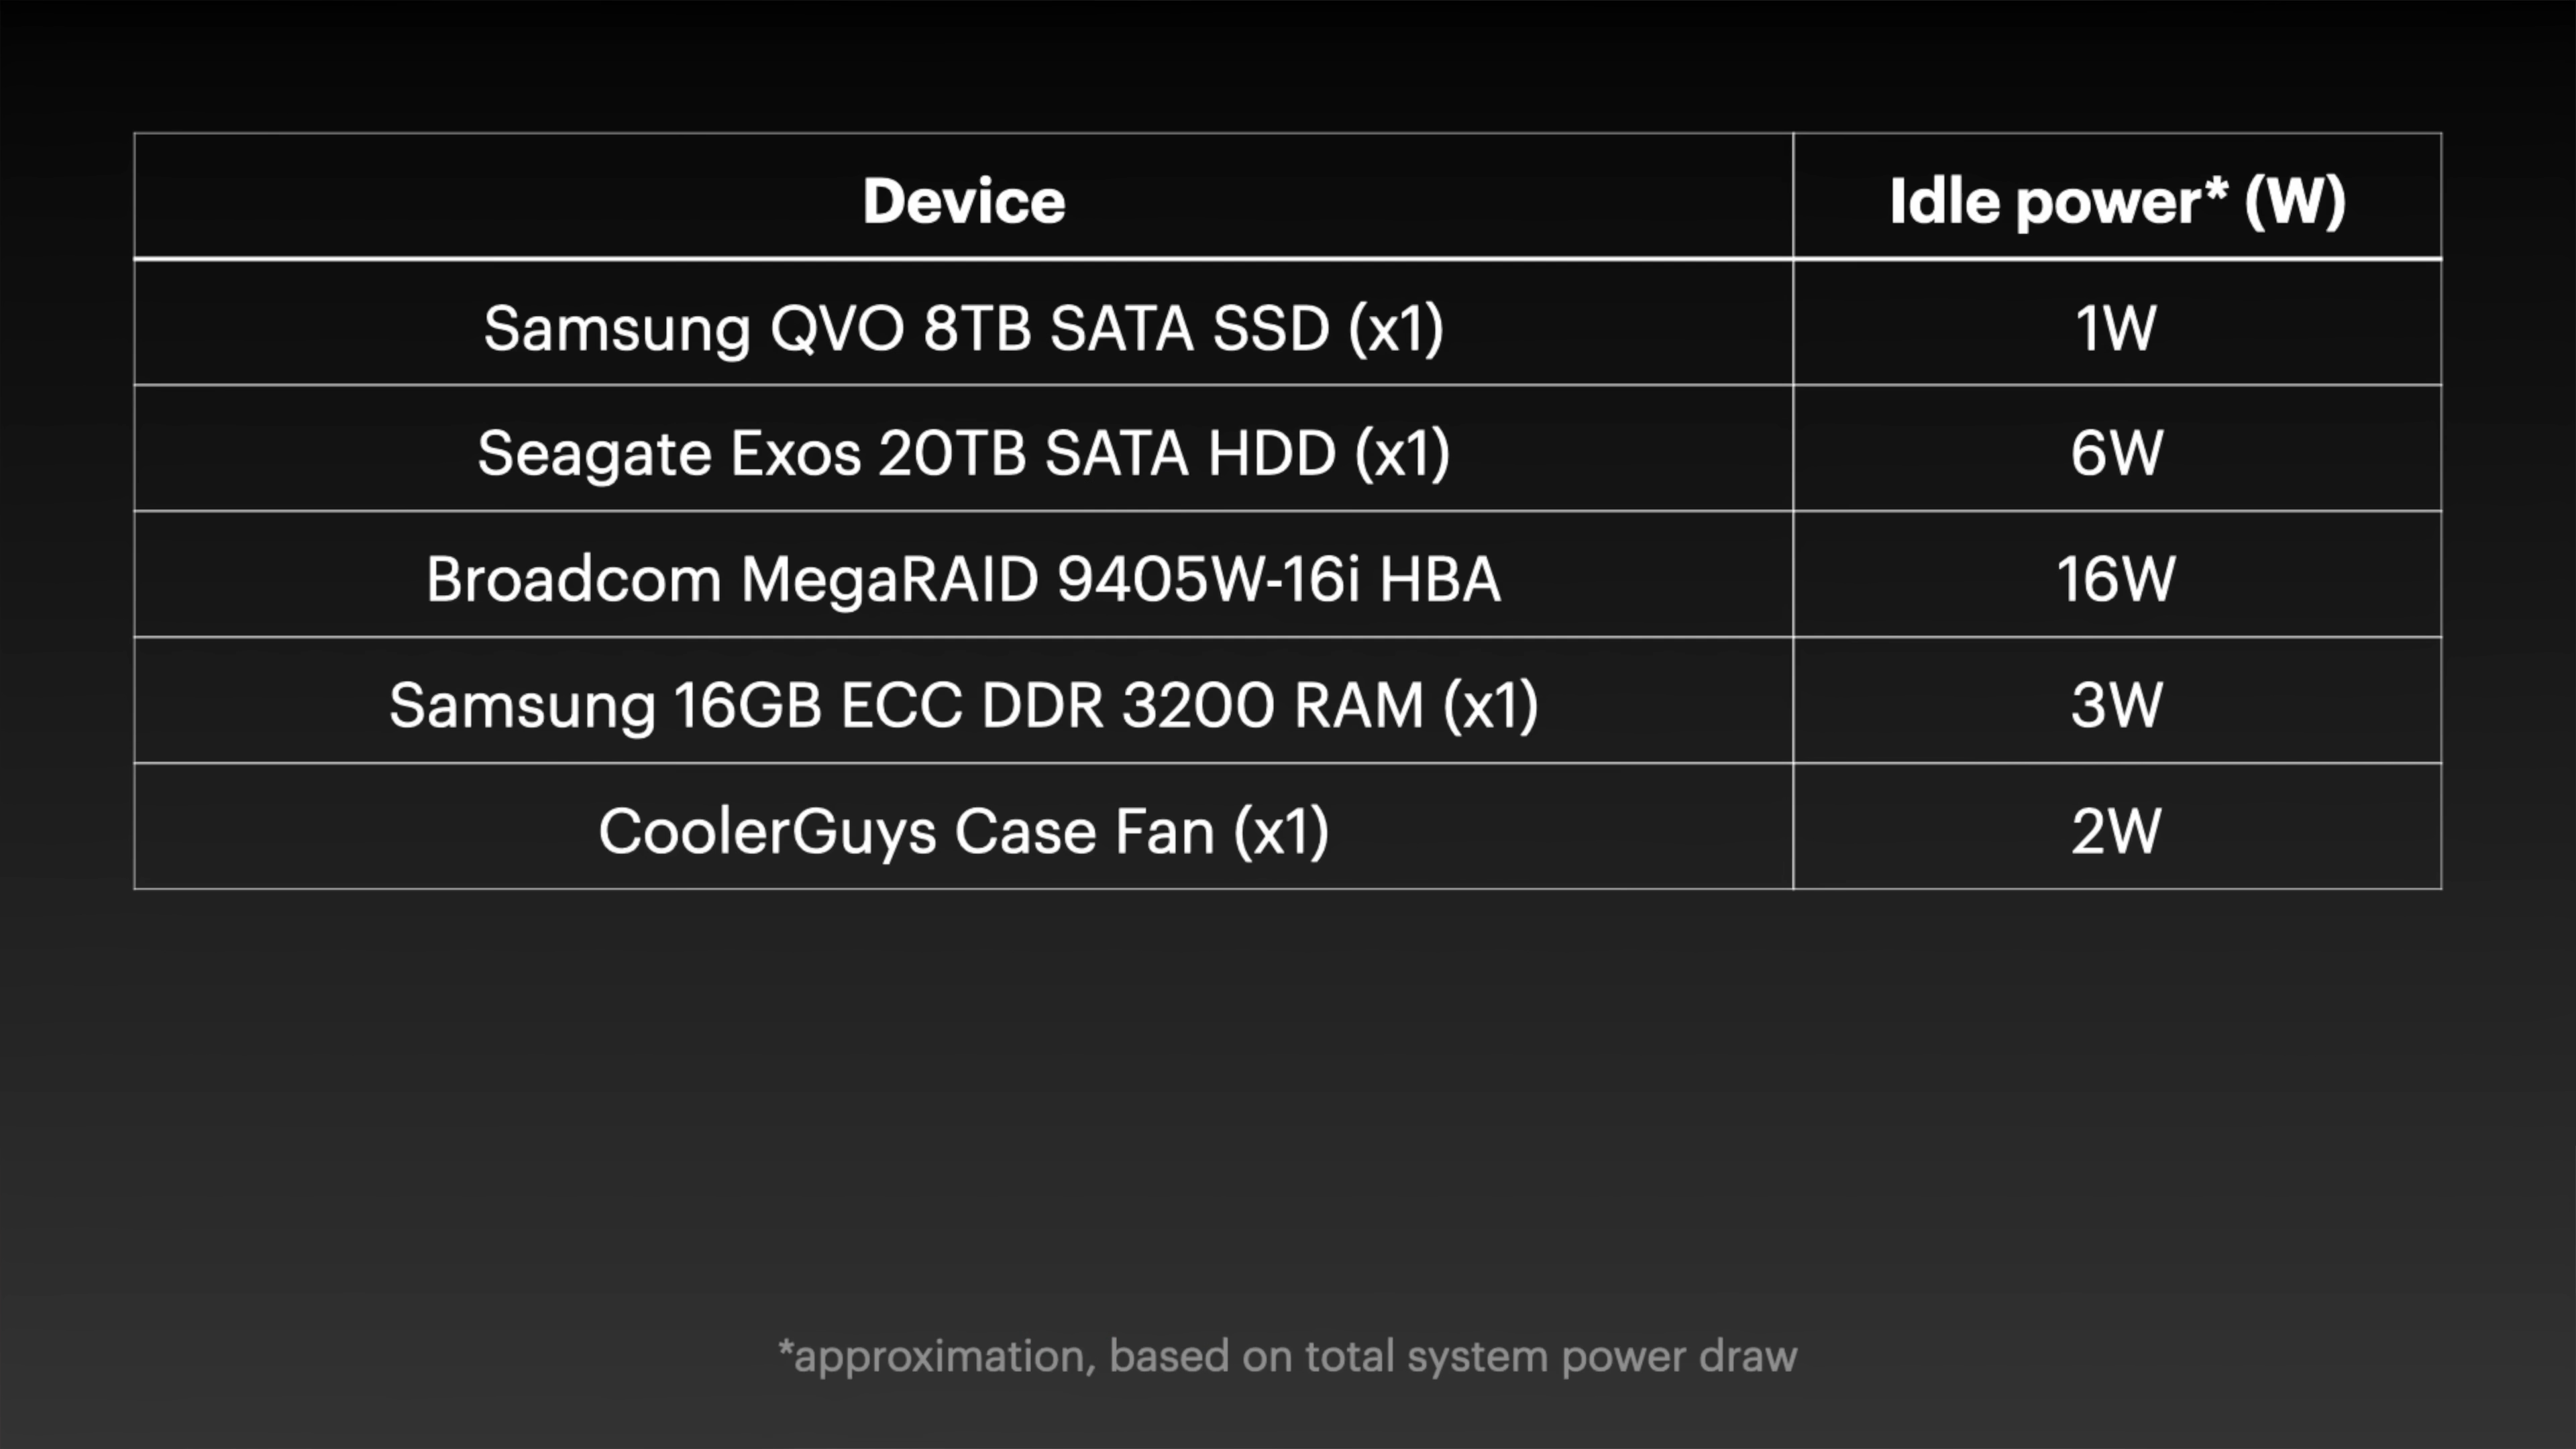 Device Idle power* (W)
Samsung QVO 8TB SATA SSD (x1) 1W
Seagate Exos 20TB SATA HDD (x1) 6W
Broadcom MegaRAID 9405W-16i HBA 16W
Samsung 16GB ECC DDR 3200 RAM (x1) 3W
CoolerGuys Case Fan (x1) 2W
*approximation, based on total system power draw